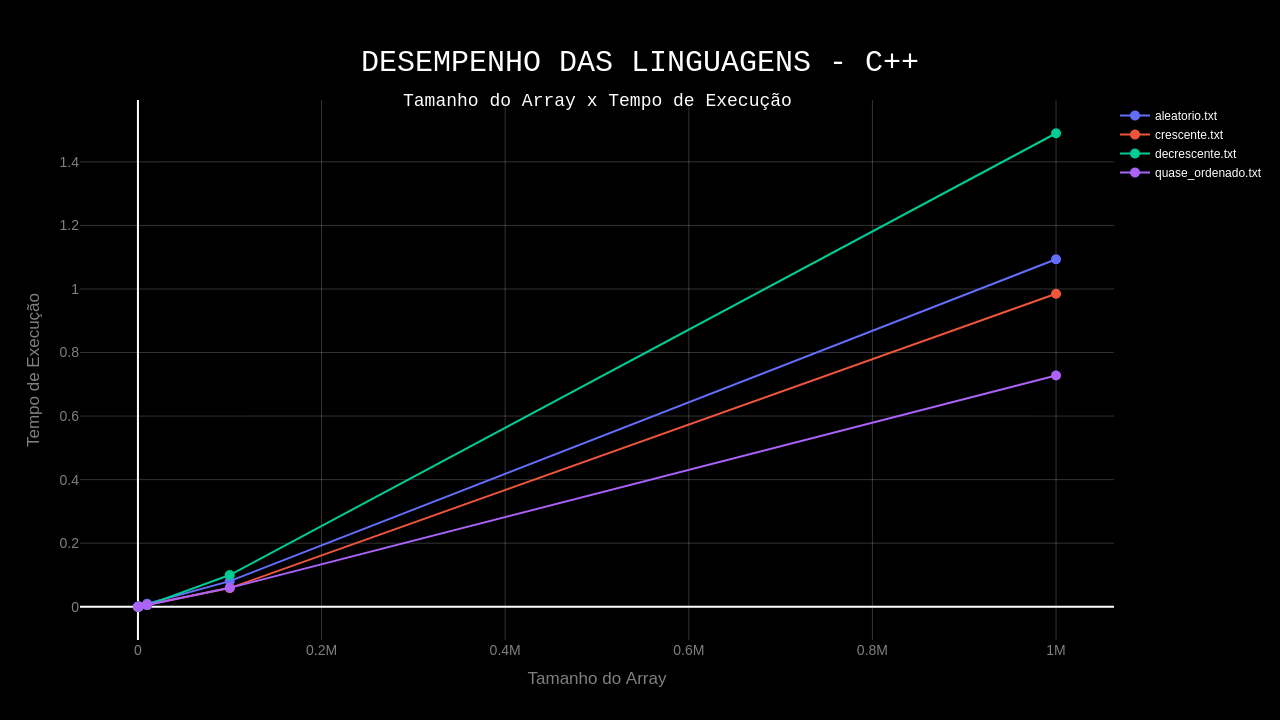 DESEMPENHO DAS LINGUAGENS - C++
Tamanho do Array x Tempo de Execução
aleatorio.txt
crescente.txt
decrescente.txt
quase_ordenado.txt
Tempo de Execução
1.4
1.2
1
0.8
0.6
0.4
0.2
0
0 0.2M 0.4M 0.6M 0.8M 1M
Tamanho do Array